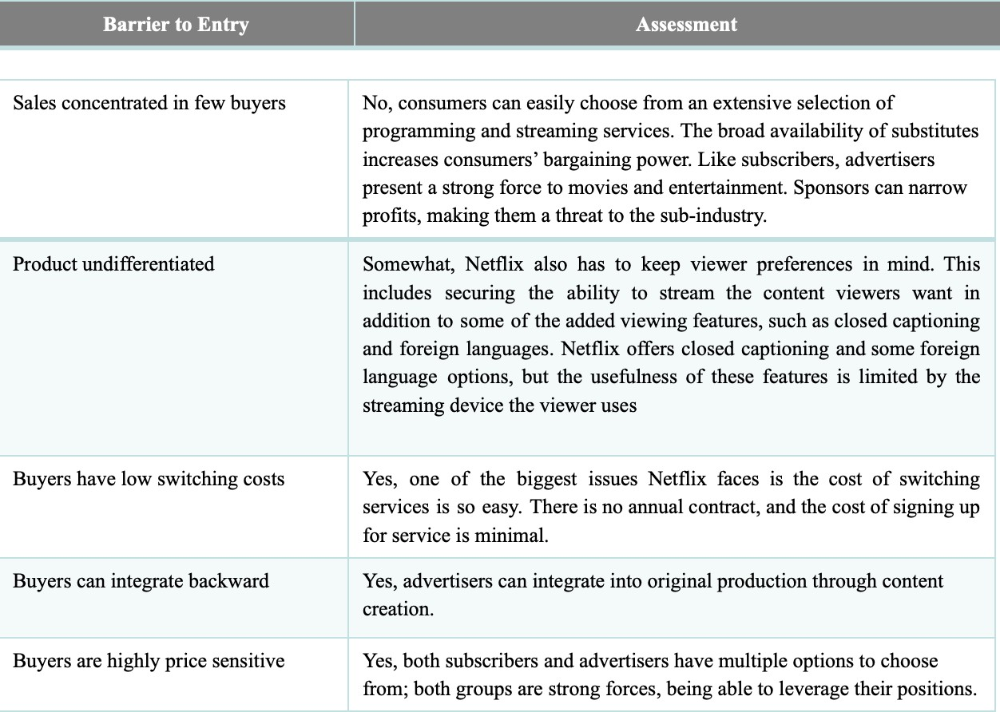 Barrier to Entry
Assessment
Sales concentrated in few buyers
No, consumers can easily choose from an extensive selection of
programming and streaming services. The broad availability of substitutes
increases consumers’ bargaining power. Like subscribers, advertisers
present a strong force to movies and entertainment. Sponsors can narrow
profits, making them a threat to the sub-industry.
Product undifferentiated
Somewhat, Netflix also has to keep viewer preferences in mind. This
includes securing the ability to stream the content viewers want in
addition to some of the added viewing features, such as closed captioning
and foreign languages. Netflix offers closed captioning and some foreign
language options, but the usefulness of these features is limited by the
streaming device the viewer uses
Buyers have low switching costs
Yes, one of the biggest issues Netflix faces is the cost of switching
services is so easy. There is no annual contract, and the cost of signing up
for service is minimal.
Buyers can integrate backward
Yes, advertisers can integrate into original production through content
creation.
Buyers are highly price sensitive
Yes, both subscribers and advertisers have multiple options to choose
from; both groups are strong forces, being able to leverage their positions.